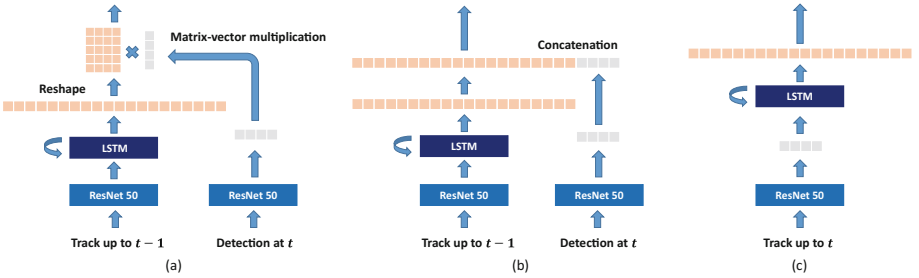 Matrix-vector multiplication
Reshape
LSTM
ResNet 50
ResNet 50
Track up to t − 1
Detection at t
(a)
Concatenation
LSTM
ResNet 50
ResNet 50
Track up to t − 1
Detection at t
(b)
LSTM
ResNet 50
Track up to t
(c)